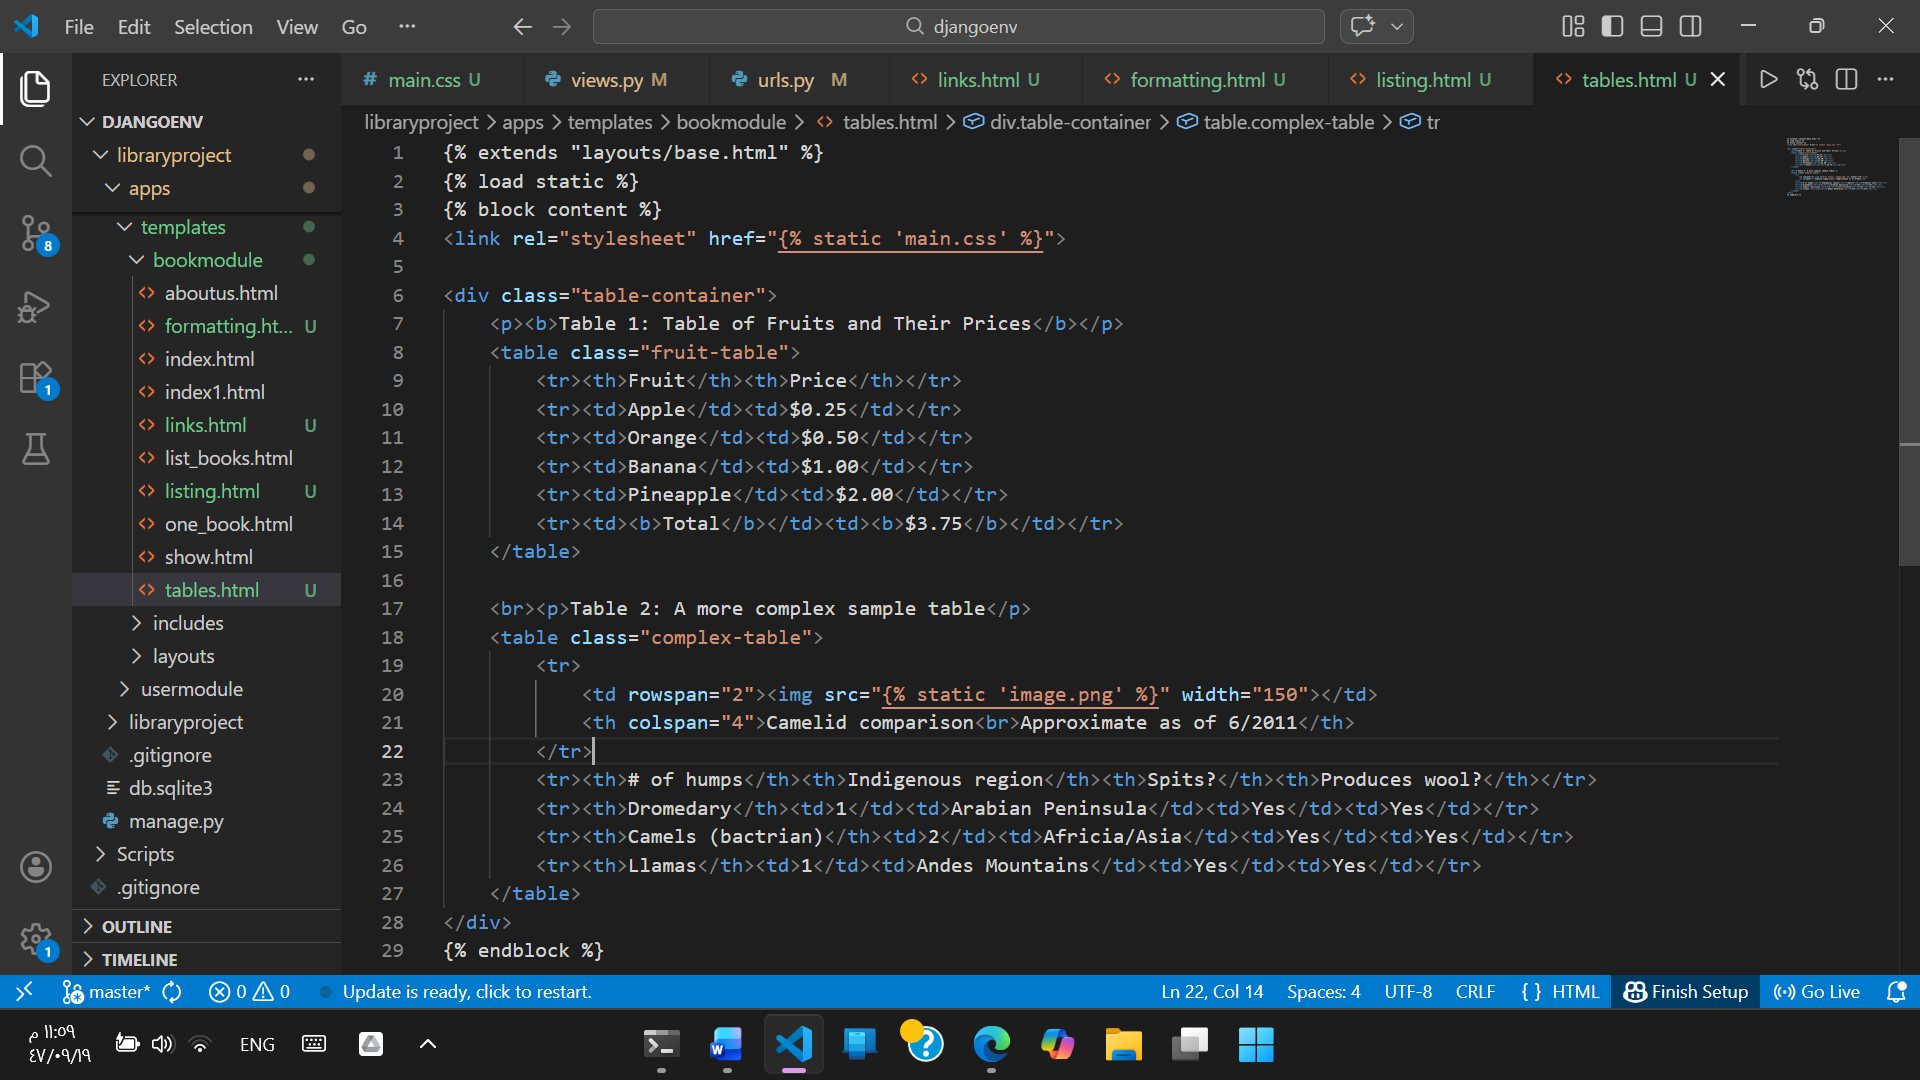 File Edit Selection View Go ···
djangoenv
EXPLORER ···
DJANGOENV
libraryproject
apps
templates
bookmodule
aboutus.html
formatting.ht... U
index.html
index1.html
links.html U
list_books.html
listing.html U
one_book.html
show.html
tables.html U
includes
layouts
usermodule
libraryproject
.gitignore
db.sqlite3
manage.py
Scripts
.gitignore
OUTLINE
TIMELINE
8
1
1
# main.css U views.py M urls.py M links.html U formatting.html U listing.html U tables.html U
libraryproject > apps > templates > bookmodule > tables.html > div.table-container > table.complex-table > tr
1 {% extends "layouts/base.html" %}
2 {% load static %}
3 {% block content %}
4 <link rel="stylesheet" href="{% static 'main.css' %}">
5
6 <div class="table-container">
7 <p><b>Table 1: Table of Fruits and Their Prices</b></p>
8 <table class="fruit-table">
9 <tr><th>Fruit</th><th>Price</th></tr>
10 <tr><td>Apple</td><td>$0.25</td></tr>
11 <tr><td>Orange</td><td>$0.50</td></tr>
12 <tr><td>Banana</td><td>$1.00</td></tr>
13 <tr><td>Pineapple</td><td>$2.00</td></tr>
14 <tr><td><b>Total</b></td><td><b>$3.75</b></td></tr>
15 </table>
16
17 <br><p>Table 2: A more complex sample table</p>
18 <table class="complex-table">
19 <tr>
20 <td rowspan="2"><img src="{% static 'image.png' %}" width="150"></td>
21 <th colspan="4">Camelid comparison<br>Approximate as of 6/2011</th>
22 </tr>
23 <tr><th># of humps</th><th>Indigenous region</th><th>Spits?</th><th>Produces wool?</th></tr>
24 <tr><th>Dromedary</th><td>1</td><td>Arabian Peninsula</td><td>Yes</td><td>Yes</td></tr>
25 <tr><th>Camels (bactrian)</th><td>2</td><td>Africia/Asia</td><td>Yes</td><td>Yes</td></tr>
26 <tr><th>Llamas</th><td>1</td><td>Andes Mountains</td><td>Yes</td><td>Yes</td></tr>
27 </table>
28 </div>
29 {% endblock %}
master* 0 0 Update is ready, click to restart. Ln 22, Col 14 Spaces: 4 UTF-8 CRLF { } HTML Finish Setup Go Live
١١:٥٩ م
٤٧/٠٩/١٩
ENG